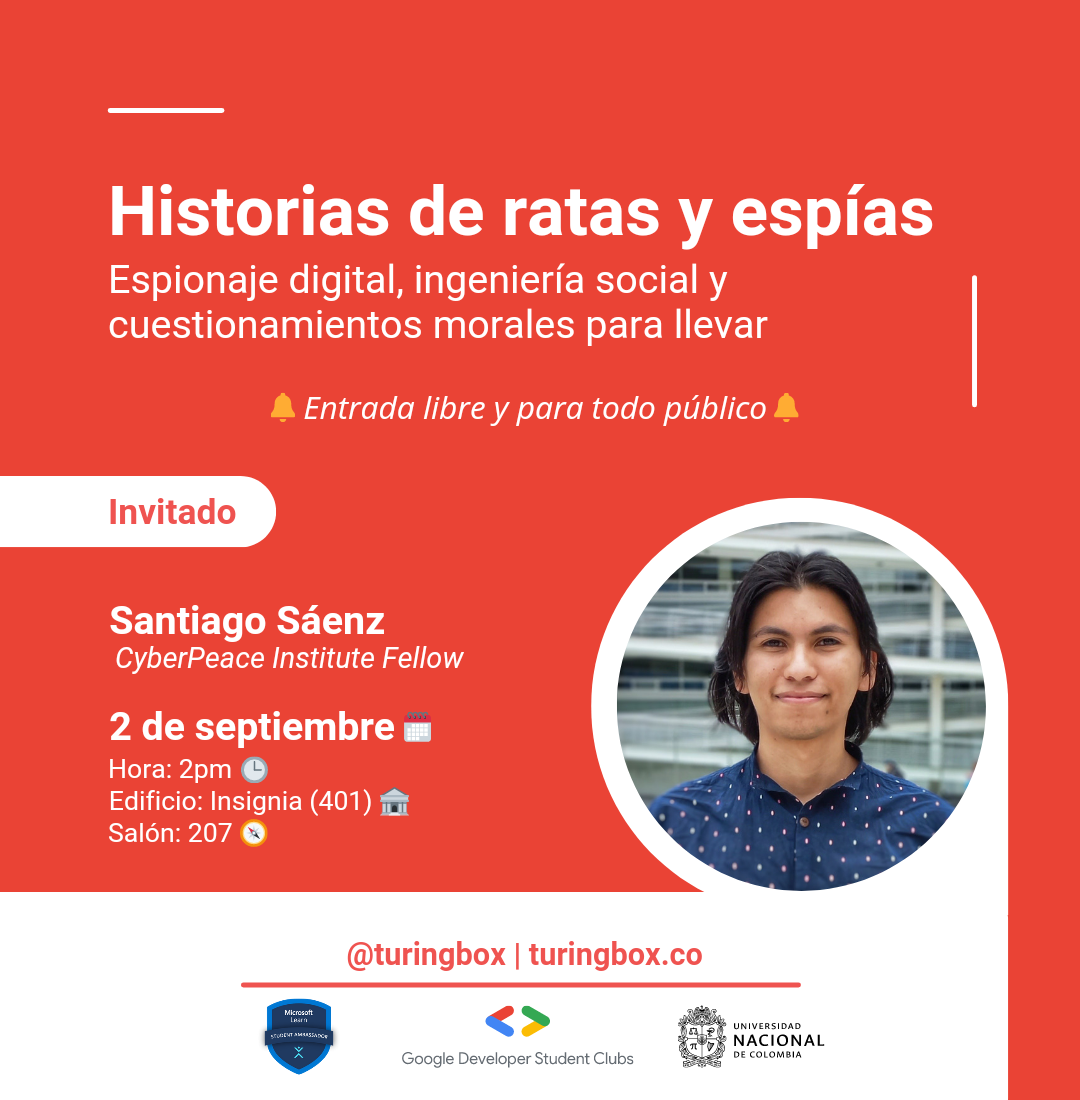 Historias de ratas y espías
Espionaje digital, ingeniería social y
cuestionamientos morales para llevar
Entrada libre y para todo público
Invitado
Santiago Sáenz
CyberPeace Institute Fellow
2 de septiembre
Hora: 2pm
Edificio: Insignia (401)
Salón: 207
@turingbox | turingbox.co
Microsoft
Learn
STUDENT AMBASSADOR
Google Developer Student Clubs
UNIVERSIDAD
NACIONAL
DE COLOMBIA